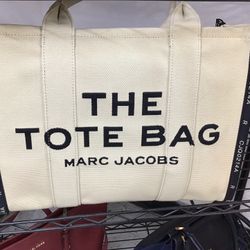 THE
TOTE BAG
MARC JACOBS